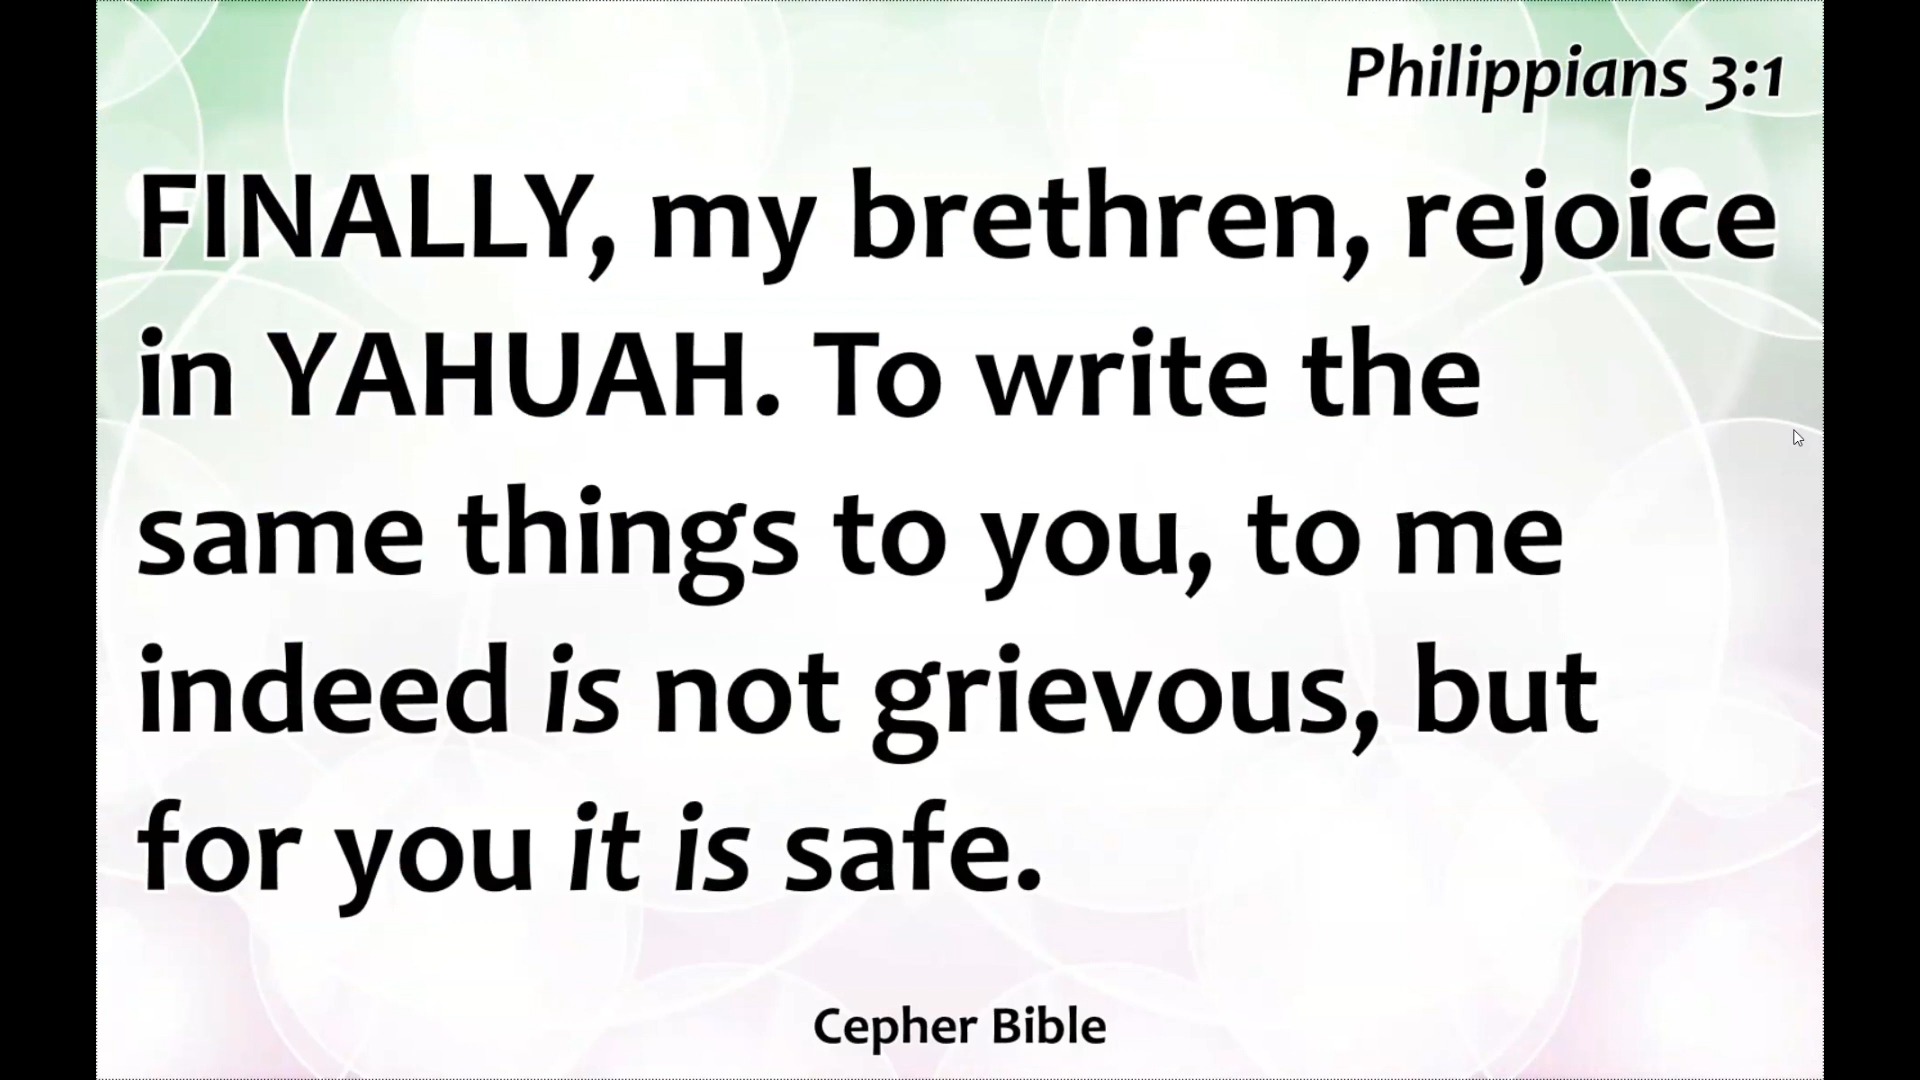 Philippians 3:1
FINALLY, my brethren, rejoice
in YAHUAH. To write the
same things to you, to me
indeed is not grievous, but
for you it is safe.
Cepher Bible